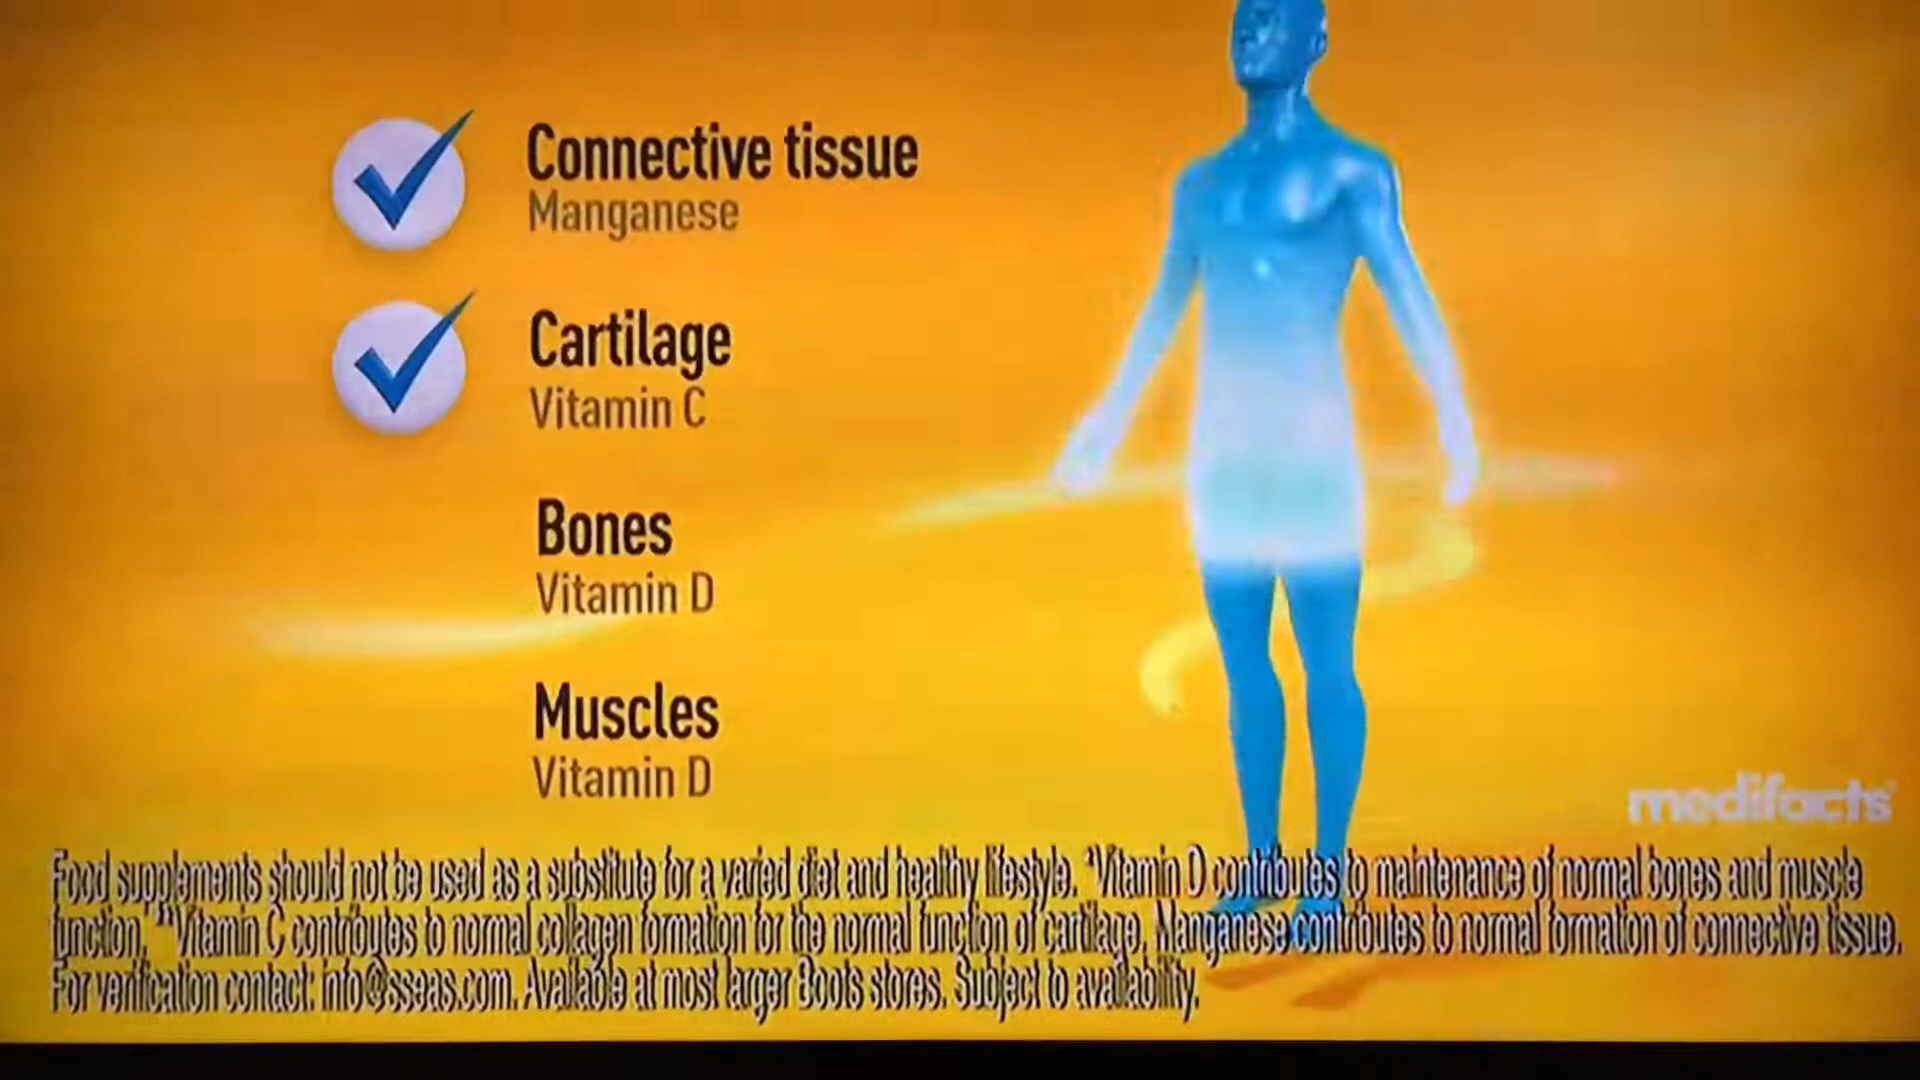 Connective tissue
Manganese
Cartilage
Vitamin C
Bones
Vitamin D
Muscles
Vitamin D
medifacts
Food supplements should not be used as a substitute for a varied diet and healthy lifestyle. *Vitamin D contributes to maintenance of normal bones and muscle
function.* **Vitamin C contributes to normal collagen formation for the normal function of cartilage. Manganese contributes to normal formation of connective tissue.
For verification contact: info@sseas.com. Available at most larger Boots stores. Subject to availability.